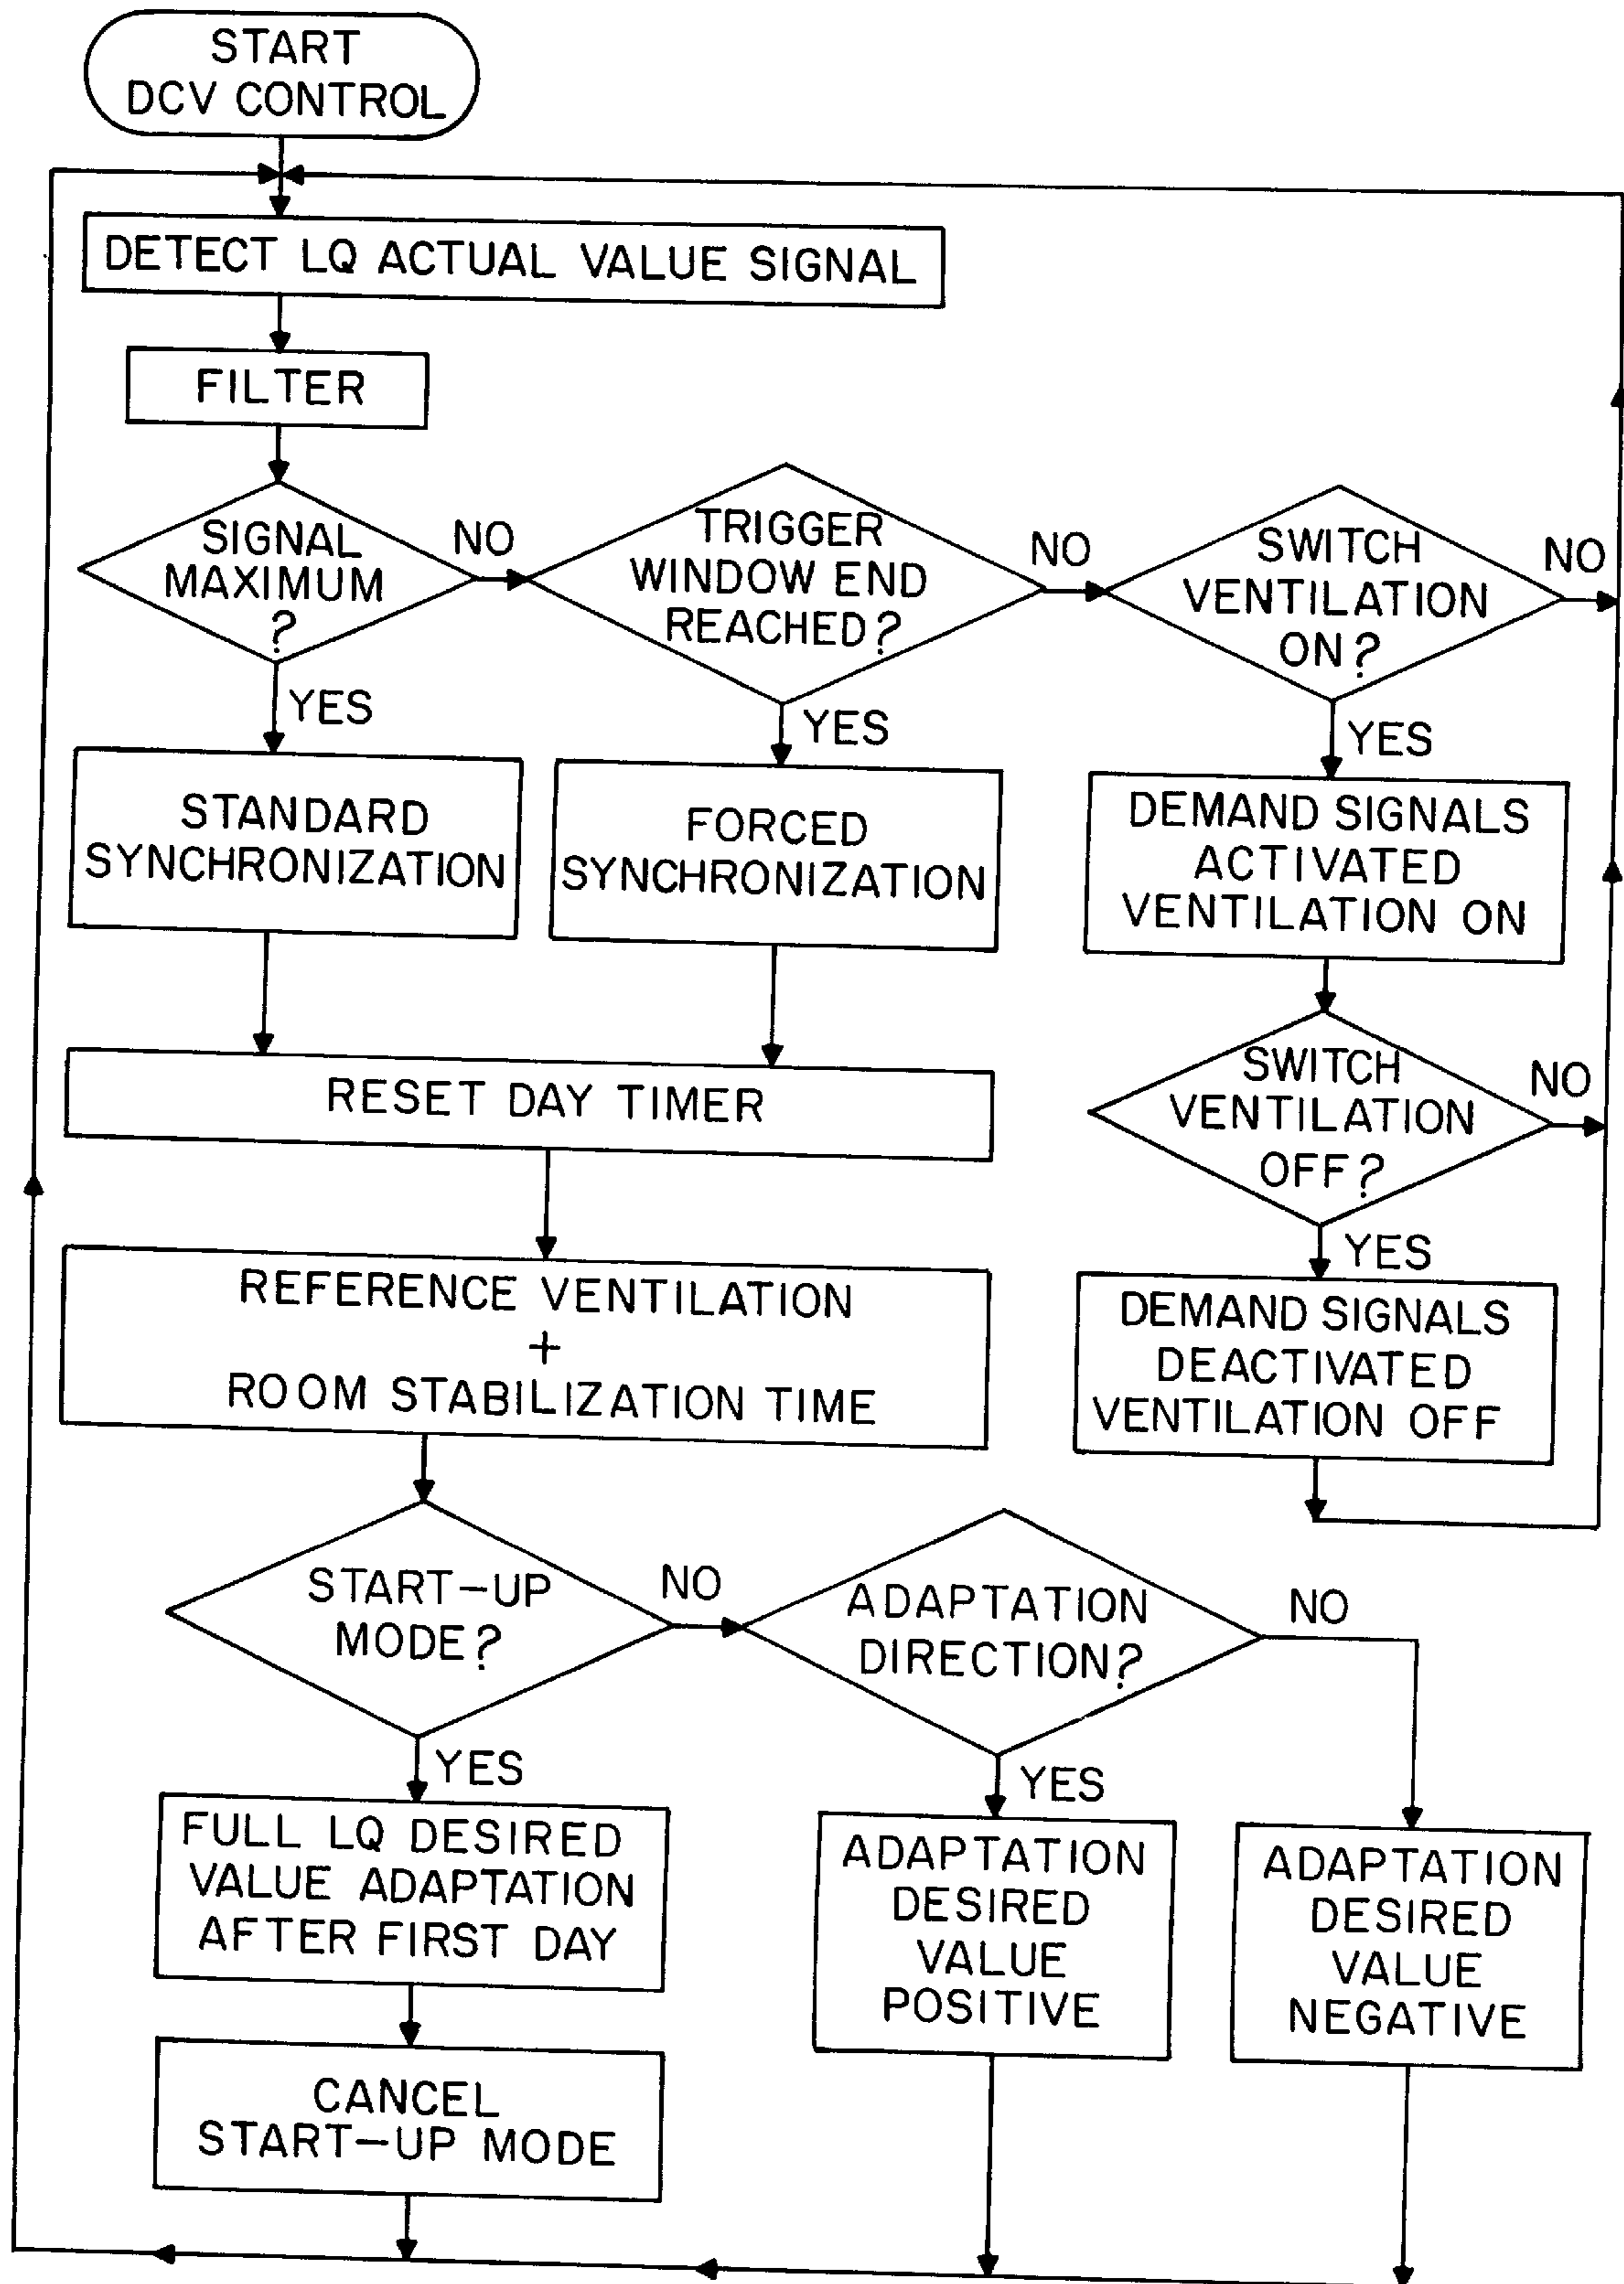 START
DCV CONTROL
DETECT LQ ACTUAL VALUE SIGNAL
FILTER
SIGNAL
MAXIMUM
?
NO
YES
TRIGGER
WINDOW END
REACHED?
NO
YES
SWITCH
VENTILATION
ON?
NO
YES
STANDARD
SYNCHRONIZATION
FORCED
SYNCHRONIZATION
DEMAND SIGNALS
ACTIVATED
VENTILATION ON
RESET DAY TIMER
SWITCH
VENTILATION
OFF?
NO
YES
REFERENCE VENTILATION
+
ROOM STABILIZATION TIME
DEMAND SIGNALS
DEACTIVATED
VENTILATION OFF
START-UP
MODE?
NO
YES
ADAPTATION
DIRECTION?
NO
YES
FULL LQ DESIRED
VALUE ADAPTATION
AFTER FIRST DAY
ADAPTATION
DESIRED
VALUE
POSITIVE
ADAPTATION
DESIRED
VALUE
NEGATIVE
CANCEL
START-UP MODE